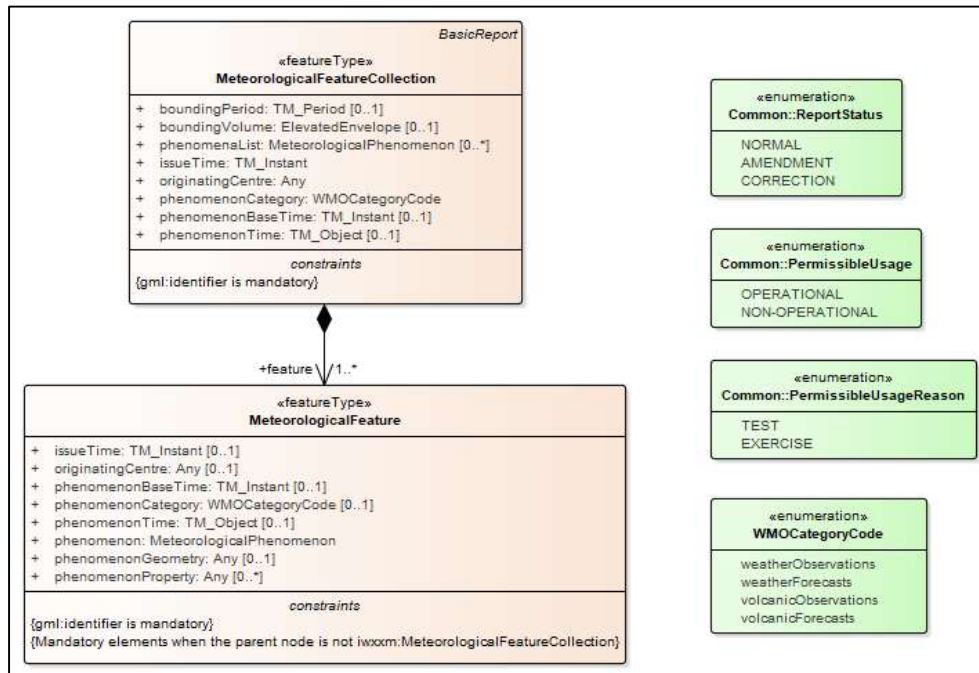 BasicReport
«featureType»
MeteorologicalFeatureCollection
+ boundingPeriod: TM_Period [0..1]
+ boundingVolume: ElevatedEnvelope [0..1]
+ phenomenaList: MeteorologicalPhenomenon [0..*]
+ issueTime: TM_Instant
+ originatingCentre: Any
+ phenomenonCategory: WMOCategoryCode
+ phenomenonBaseTime: TM_Instant [0..1]
+ phenomenonTime: TM_Object [0..1]
constraints
{gml:identifier is mandatory}
+feature 1..*
«featureType»
MeteorologicalFeature
+ issueTime: TM_Instant [0..1]
+ originatingCentre: Any [0..1]
+ phenomenonBaseTime: TM_Instant [0..1]
+ phenomenonCategory: WMOCategoryCode [0..1]
+ phenomenonTime: TM_Object [0..1]
+ phenomenon: MeteorologicalPhenomenon
+ phenomenonGeometry: Any [0..1]
+ phenomenonProperty: Any [0..*]
constraints
{gml:identifier is mandatory}
{Mandatory elements when the parent node is not iwxxm:MeteorologicalFeatureCollection}
«enumeration»
Common::ReportStatus
NORMAL
AMENDMENT
CORRECTION
«enumeration»
Common::PermissibleUsage
OPERATIONAL
NON-OPERATIONAL
«enumeration»
Common::PermissibleUsageReason
TEST
EXERCISE
«enumeration»
WMOCategoryCode
weatherObservations
weatherForecasts
volcanicObservations
volcanicForecasts